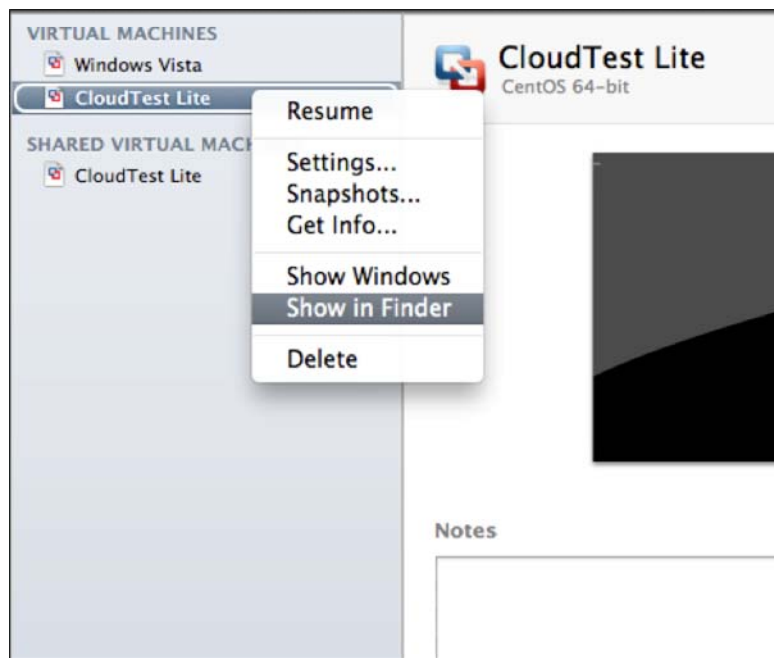 VIRTUAL MACHINES
Windows Vista
CloudTest Lite
SHARED VIRTUAL MACH
CloudTest Lite
Resume
Settings...
Snapshots...
Get Info...
Show Windows
Show in Finder
Delete
CloudTest Lite
CentOS 64-bit
Notes